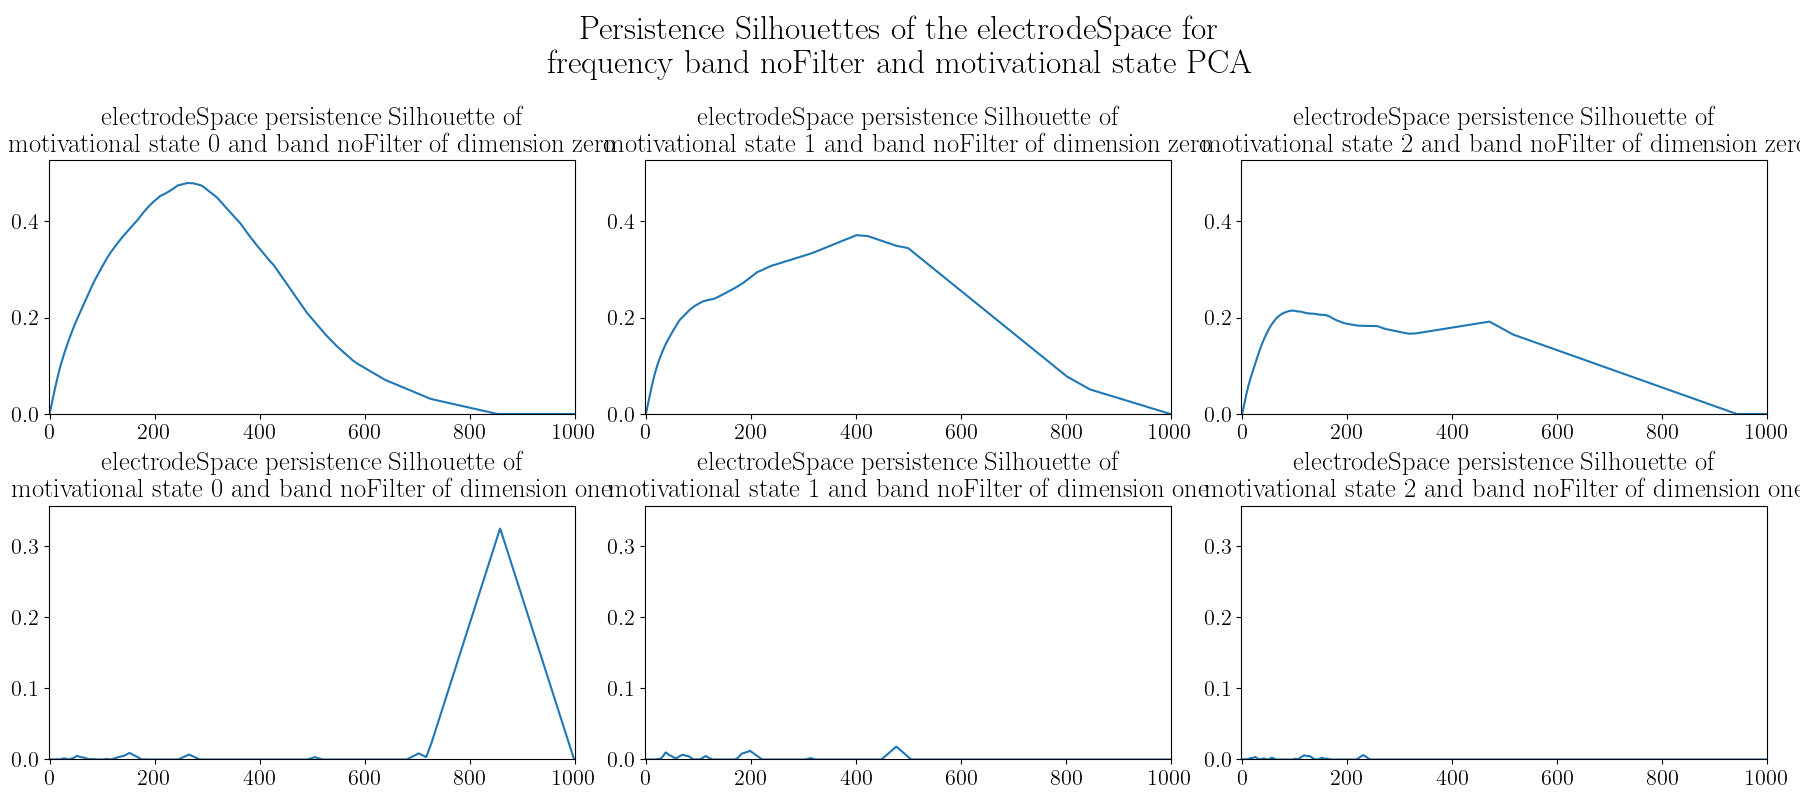 Persistence Silhouettes of the electrodeSpace for
frequency band noFilter and motivational state PCA
electrodeSpace persistence Silhouette of
motivational state 0 and band noFilter of dimension zero
electrodeSpace persistence Silhouette of
motivational state 1 and band noFilter of dimension zero
electrodeSpace persistence Silhouette of
motivational state 2 and band noFilter of dimension zero
0.4
0.2
0.0
0 200 400 600 800 1000
0.4
0.2
0.0
0 200 400 600 800 1000
0.4
0.2
0.0
0 200 400 600 800 1000
electrodeSpace persistence Silhouette of
motivational state 0 and band noFilter of dimension one
electrodeSpace persistence Silhouette of
motivational state 1 and band noFilter of dimension one
electrodeSpace persistence Silhouette of
motivational state 2 and band noFilter of dimension one
0.3
0.2
0.1
0.0
0 200 400 600 800 1000
0.3
0.2
0.1
0.0
0 200 400 600 800 1000
0.3
0.2
0.1
0.0
0 200 400 600 800 1000